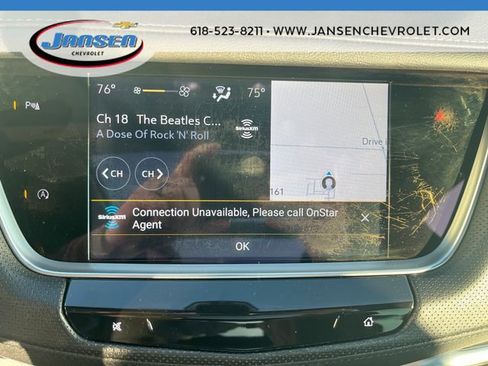 JANSEN
CHEVROLET
618-523-8211 • WWW.JANSENCHEVROLET.COM
76°
75°
Ch 18 The Beatles C...
A Dose Of Rock 'N' Roll
SiriusXM
Drive
CH
CH
161
SiriusXM
Connection Unavailable, Please call OnStar
Agent
OK